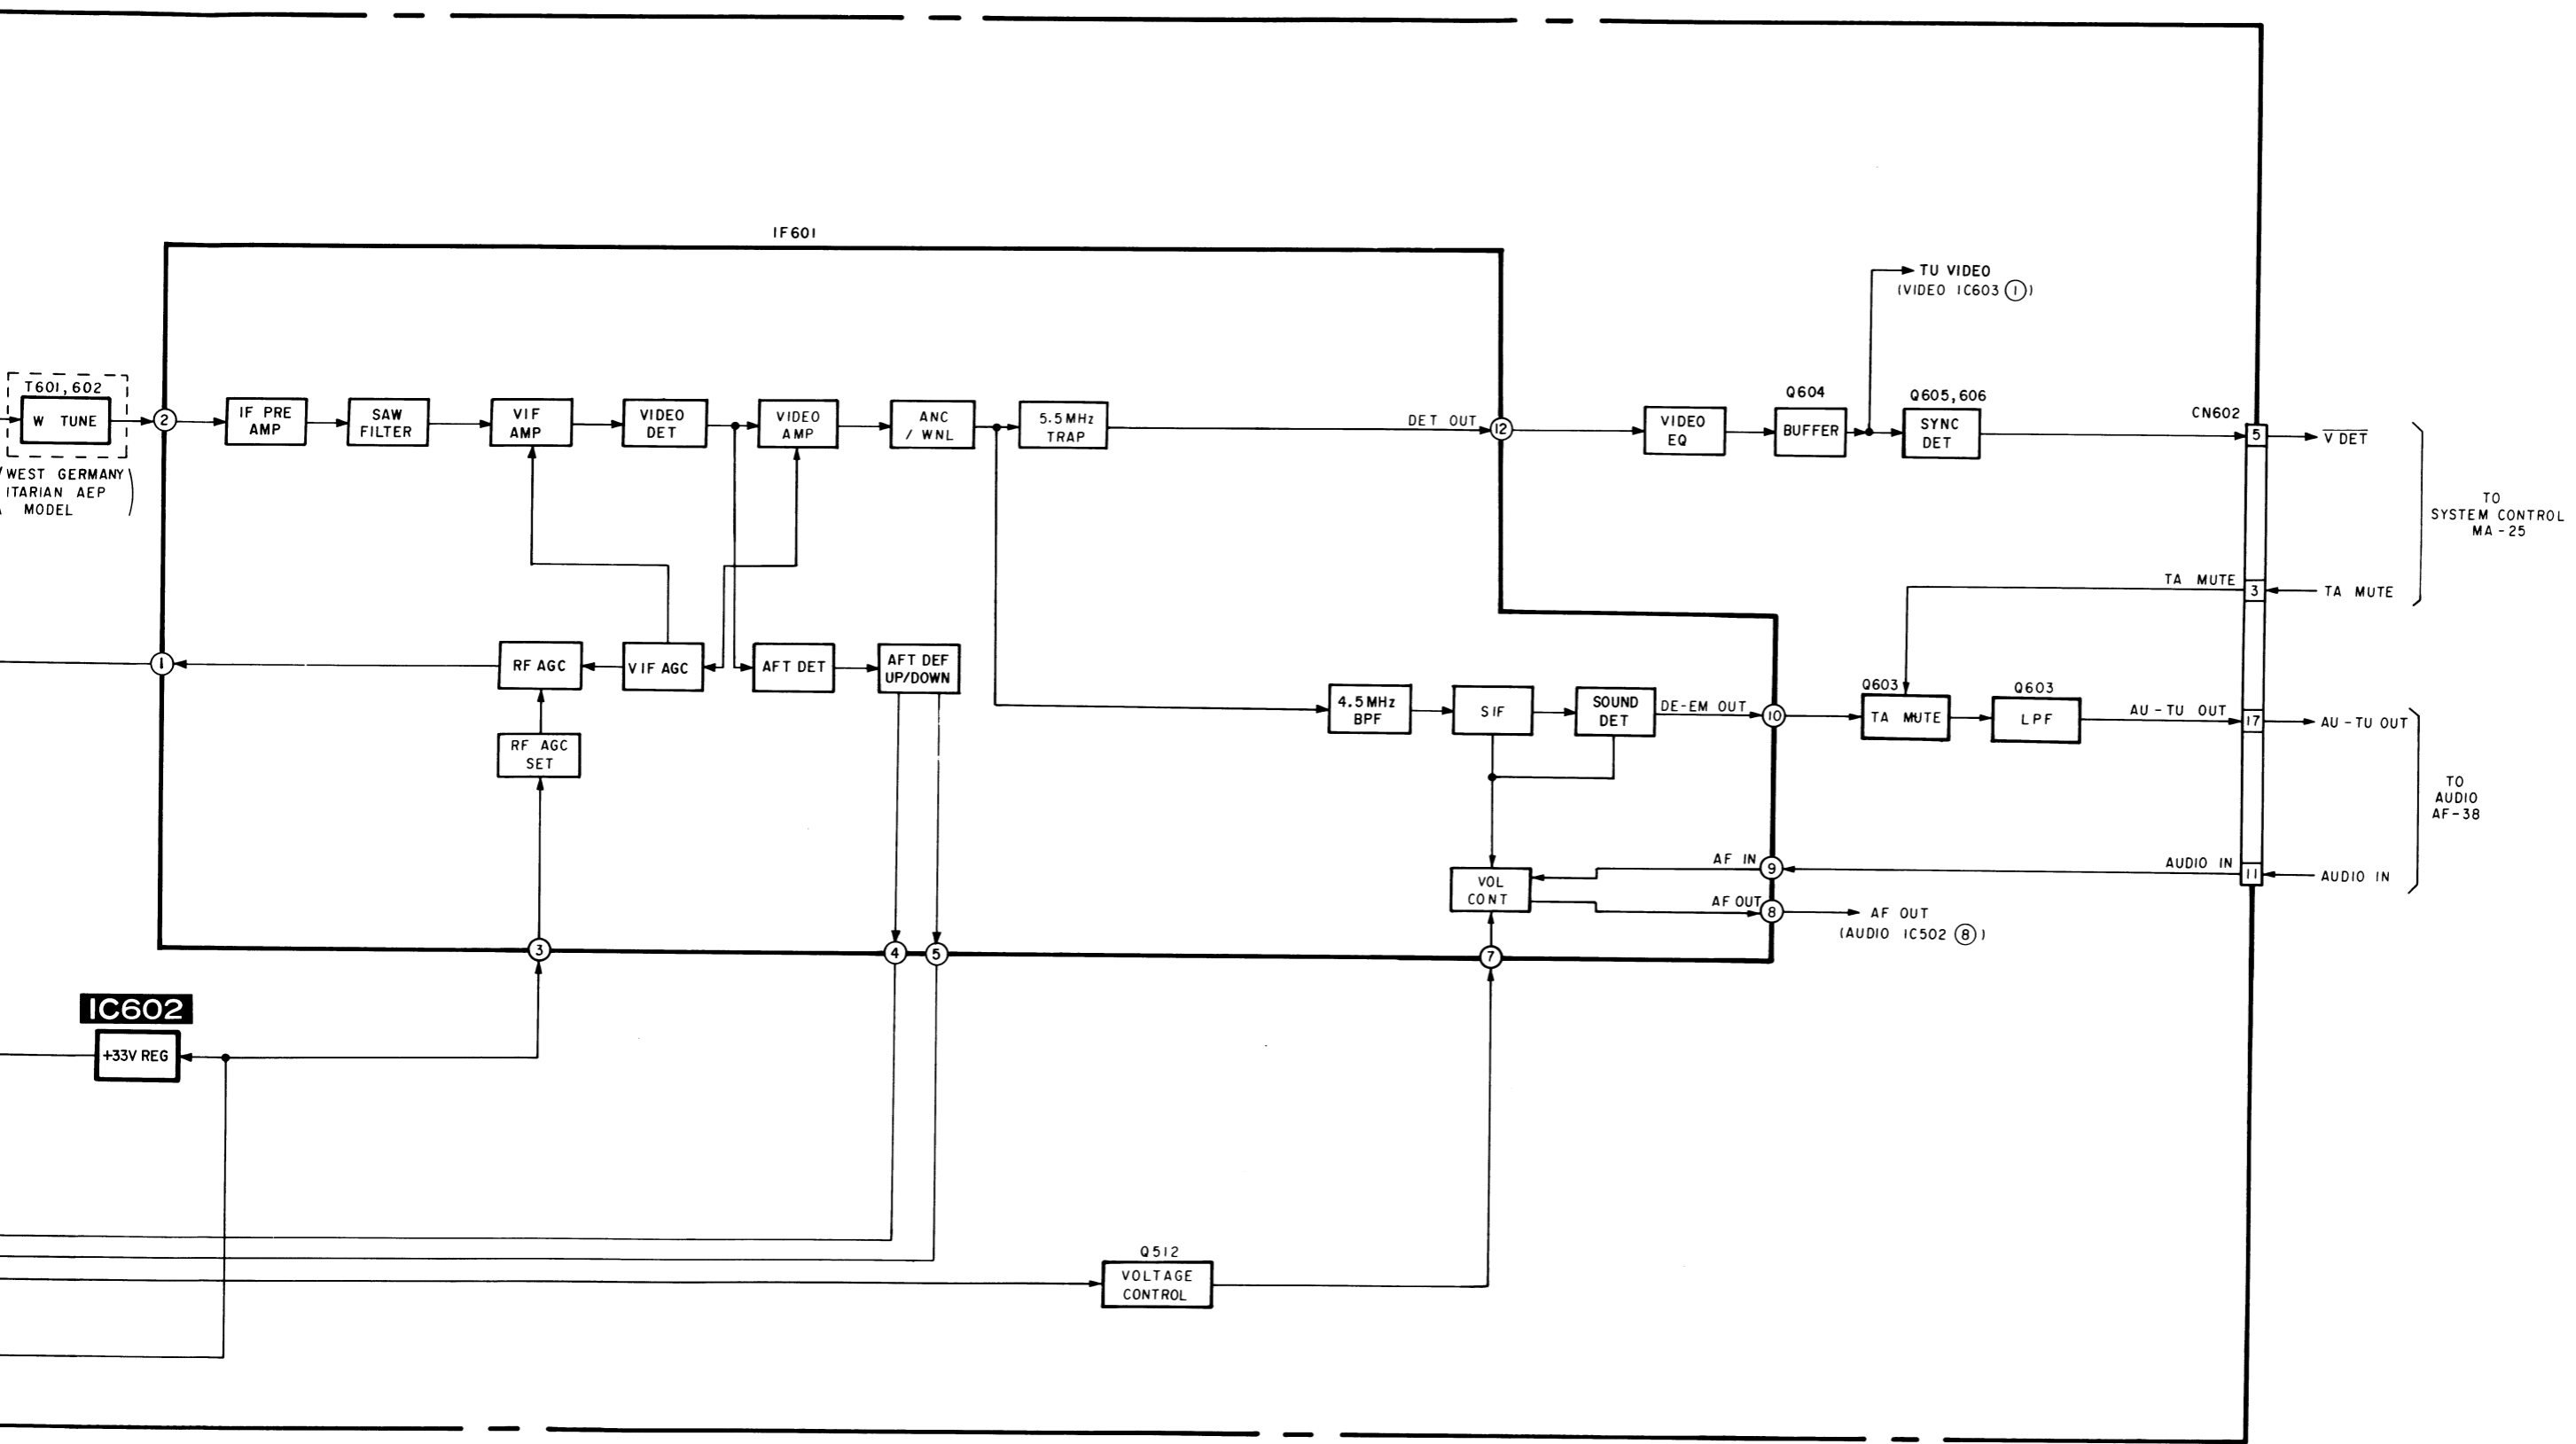 IF601
TU VIDEO
(VIDEO IC603 ①)
T601,602
W TUNE
(WEST GERMANY
ITARIAN AEP
MODEL)
2
IF PRE
AMP
SAW
FILTER
VIF
AMP
VIDEO
DET
VIDEO
AMP
ANC
/ WNL
5.5MHz
TRAP
DET OUT
12
VIDEO
EQ
Q604
BUFFER
Q605,606
SYNC
DET
CN602
5
V DET
TO
SYSTEM CONTROL
MA-25
TA MUTE
3
TA MUTE
1
RF AGC
VIF AGC
AFT DET
AFT DEF
UP/DOWN
RF AGC
SET
4.5MHz
BPF
SIF
SOUND
DET
DE-EM OUT
10
Q603
TA MUTE
Q603
LPF
AU-TU OUT
17
AU-TU OUT
TO
AUDIO
AF-38
VOL
CONT
AF IN
9
AUDIO IN
11
AUDIO IN
AF OUT
8
AF OUT
(AUDIO IC502 ⑧)
3
4
5
7
IC602
+33V REG
Q512
VOLTAGE
CONTROL